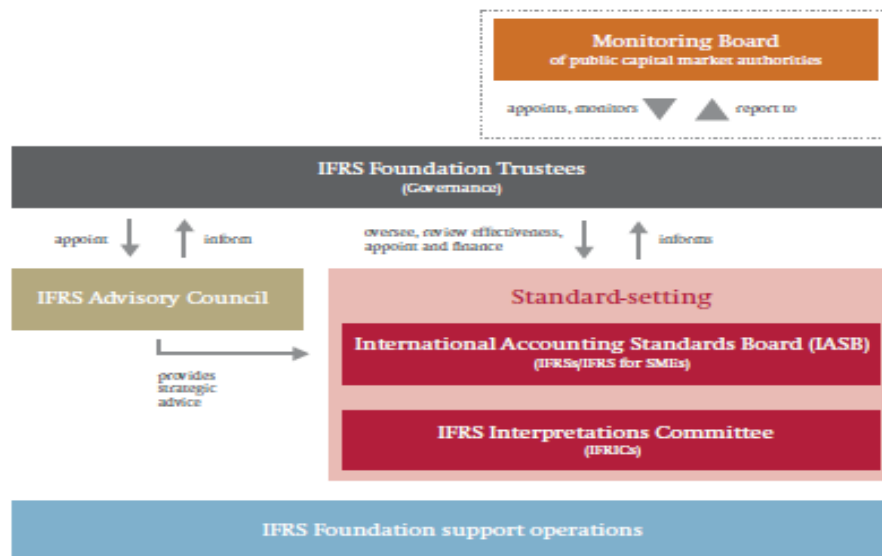 Monitoring Board
of public capital market authorities
appoints, monitors
report to
IFRS Foundation Trustees
(Governance)
appoint
inform
oversee, review effectiveness,
appoint and finance
informs
IFRS Advisory Council
Standard-setting
International Accounting Standards Board (IASB)
(IFRSs/IFRS for SMEs)
provides
strategic
advice
IFRS Interpretations Committee
(IFRICs)
IFRS Foundation support operations